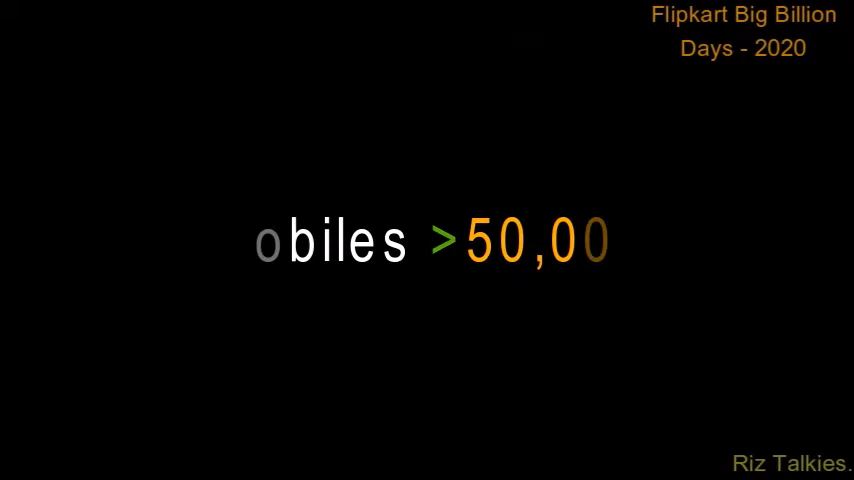 Flipkart Big Billion
Days - 2020
obiles >50,00
Riz Talkies.